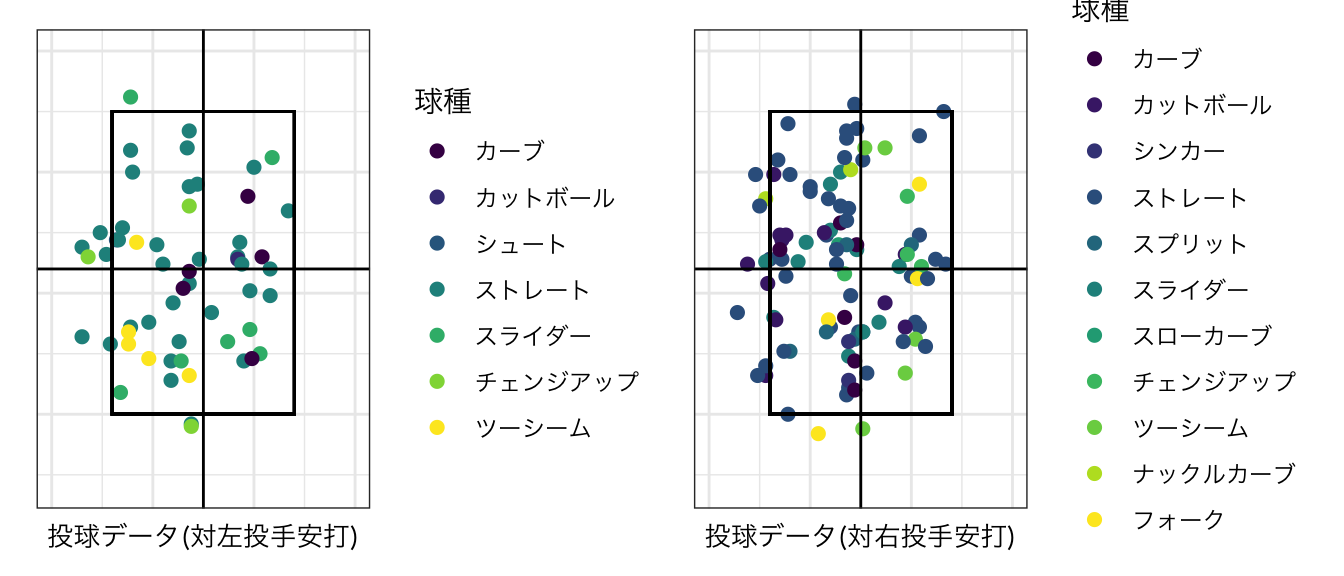 球種
カーブ
カットボール
シュート
ストレート
スライダー
チェンジアップ
ツーシーム
投球データ(対左投手安打)
球種
カーブ
カットボール
シンカー
ストレート
スプリット
スライダー
スローカーブ
チェンジアップ
ツーシーム
ナックルカーブ
フォーク
投球データ(対右投手安打)